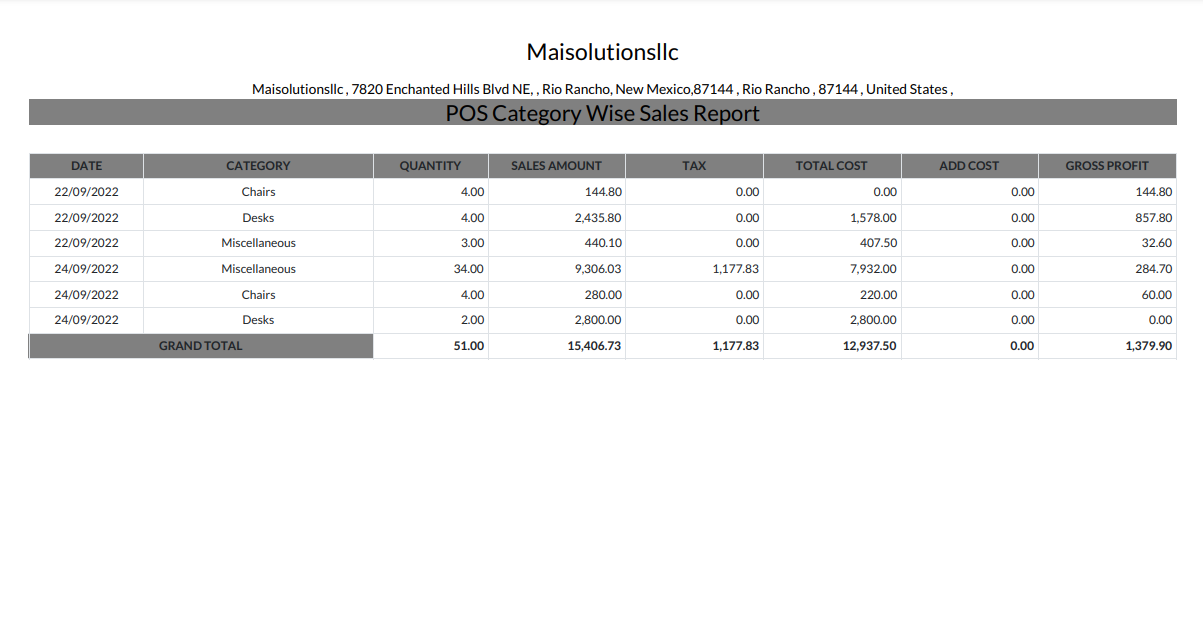 Maisolutionsllc
Maisolutionsllc , 7820 Enchanted Hills Blvd NE, , Rio Rancho, New Mexico,87144 , Rio Rancho , 87144 , United States ,
POS Category Wise Sales Report
DATE CATEGORY QUANTITY SALES AMOUNT TAX TOTAL COST ADD COST GROSS PROFIT
22/09/2022 Chairs 4.00 144.80 0.00 0.00 0.00 144.80
22/09/2022 Desks 4.00 2,435.80 0.00 1,578.00 0.00 857.80
22/09/2022 Miscellaneous 3.00 440.10 0.00 407.50 0.00 32.60
24/09/2022 Miscellaneous 34.00 9,306.03 1,177.83 7,932.00 0.00 284.70
24/09/2022 Chairs 4.00 280.00 0.00 220.00 0.00 60.00
24/09/2022 Desks 2.00 2,800.00 0.00 2,800.00 0.00 0.00
GRAND TOTAL 51.00 15,406.73 1,177.83 12,937.50 0.00 1,379.90